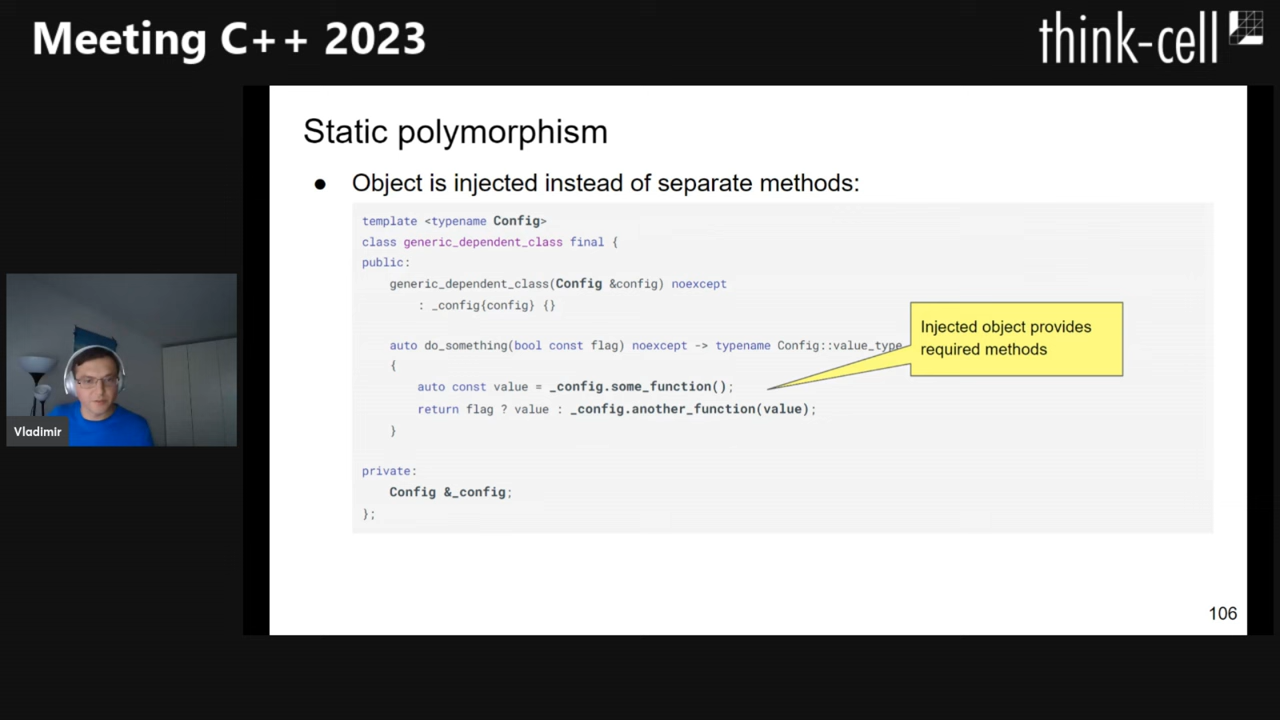 Meeting C++ 2023
think-cell
Static polymorphism
● Object is injected instead of separate methods:
template <typename Config>
class generic_dependent_class final {
public:
generic_dependent_class(Config &config) noexcept
: _config{config} {}
auto do_something(bool const flag) noexcept -> typename Config::value_type
{
auto const value = _config.some_function();
return flag ? value : _config.another_function(value);
}
private:
Config &_config;
};
Injected object provides
required methods
Vladimir
106